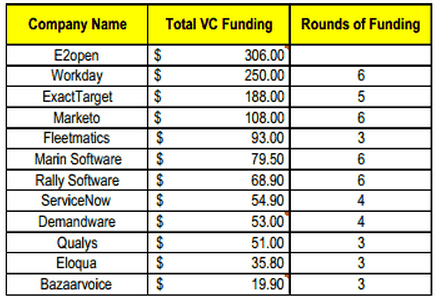 Company Name Total VC Funding Rounds of Funding
E2open $ 306.00
Workday $ 250.00 6
ExactTarget $ 188.00 5
Marketo $ 108.00 6
Fleetmatics $ 93.00 3
Marin Software $ 79.50 6
Rally Software $ 68.90 6
ServiceNow $ 54.90 4
Demandware $ 53.00 4
Qualys $ 51.00 3
Eloqua $ 35.80 3
Bazaarvoice $ 19.90 3